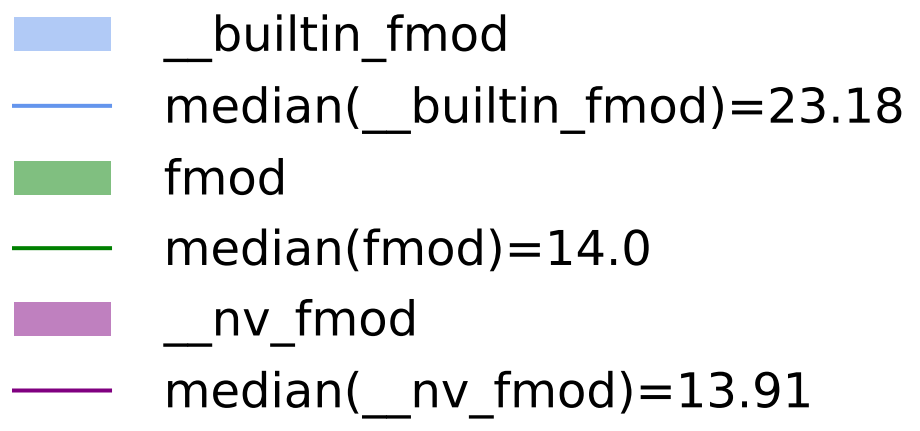 __builtin_fmod
median(__builtin_fmod)=23.18
fmod
median(fmod)=14.0
__nv_fmod
median(__nv_fmod)=13.91